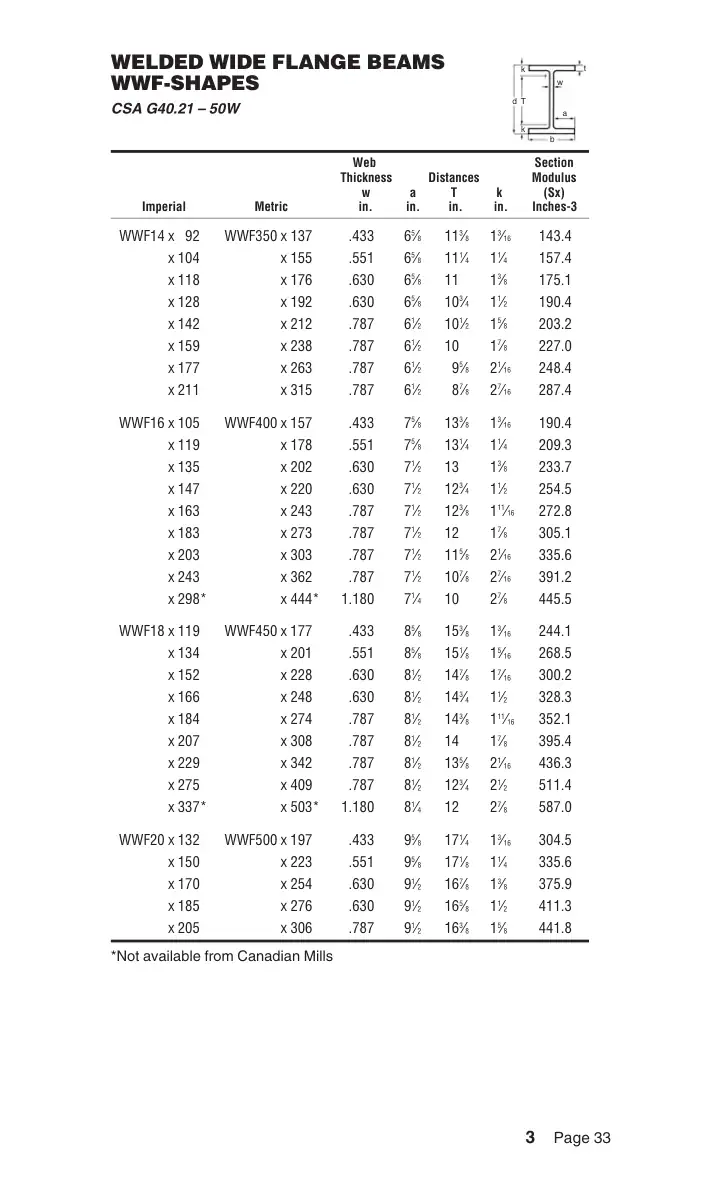 WELDED WIDE FLANGE BEAMS
WWF-SHAPES
CSA G40.21 – 50W
k t
w
d T
a
k
b
Web Section
Thickness Distances Modulus
w a T k (Sx)
Imperial Metric in. in. in. in. Inches-3
WWF14 x 92 WWF350 x 137 .433 6⅝ 11⅜ 1³⁄₁₆ 143.4
x 104 x 155 .551 6⅝ 11¼ 1¼ 157.4
x 118 x 176 .630 6⅝ 11 1⅜ 175.1
x 128 x 192 .630 6⅝ 10¾ 1½ 190.4
x 142 x 212 .787 6½ 10½ 1⅝ 203.2
x 159 x 238 .787 6½ 10 1⅞ 227.0
x 177 x 263 .787 6½ 9⅝ 2¹⁄₁₆ 248.4
x 211 x 315 .787 6½ 8⅞ 2⁷⁄₁₆ 287.4
WWF16 x 105 WWF400 x 157 .433 7⅝ 13⅜ 1³⁄₁₆ 190.4
x 119 x 178 .551 7⅝ 13¼ 1¼ 209.3
x 135 x 202 .630 7½ 13 1⅜ 233.7
x 147 x 220 .630 7½ 12¾ 1½ 254.5
x 163 x 243 .787 7½ 12⅜ 1¹¹⁄₁₆ 272.8
x 183 x 273 .787 7½ 12 1⅞ 305.1
x 203 x 303 .787 7½ 11⅝ 2¹⁄₁₆ 335.6
x 243 x 362 .787 7½ 10⅞ 2⁷⁄₁₆ 391.2
x 298* x 444* 1.180 7¼ 10 2⅞ 445.5
WWF18 x 119 WWF450 x 177 .433 8⅝ 15⅜ 1³⁄₁₆ 244.1
x 134 x 201 .551 8⅝ 15⅛ 1⁵⁄₁₆ 268.5
x 152 x 228 .630 8½ 14⅞ 1⁷⁄₁₆ 300.2
x 166 x 248 .630 8½ 14¾ 1½ 328.3
x 184 x 274 .787 8½ 14⅜ 1¹¹⁄₁₆ 352.1
x 207 x 308 .787 8½ 14 1⅞ 395.4
x 229 x 342 .787 8½ 13⅝ 2¹⁄₁₆ 436.3
x 275 x 409 .787 8½ 12¾ 2½ 511.4
x 337* x 503* 1.180 8¼ 12 2⅞ 587.0
WWF20 x 132 WWF500 x 197 .433 9⅝ 17¼ 1³⁄₁₆ 304.5
x 150 x 223 .551 9⅝ 17⅛ 1¼ 335.6
x 170 x 254 .630 9½ 16⅞ 1⅜ 375.9
x 185 x 276 .630 9½ 16⅝ 1½ 411.3
x 205 x 306 .787 9½ 16⅜ 1⅝ 441.8
*Not available from Canadian Mills
3 Page 33